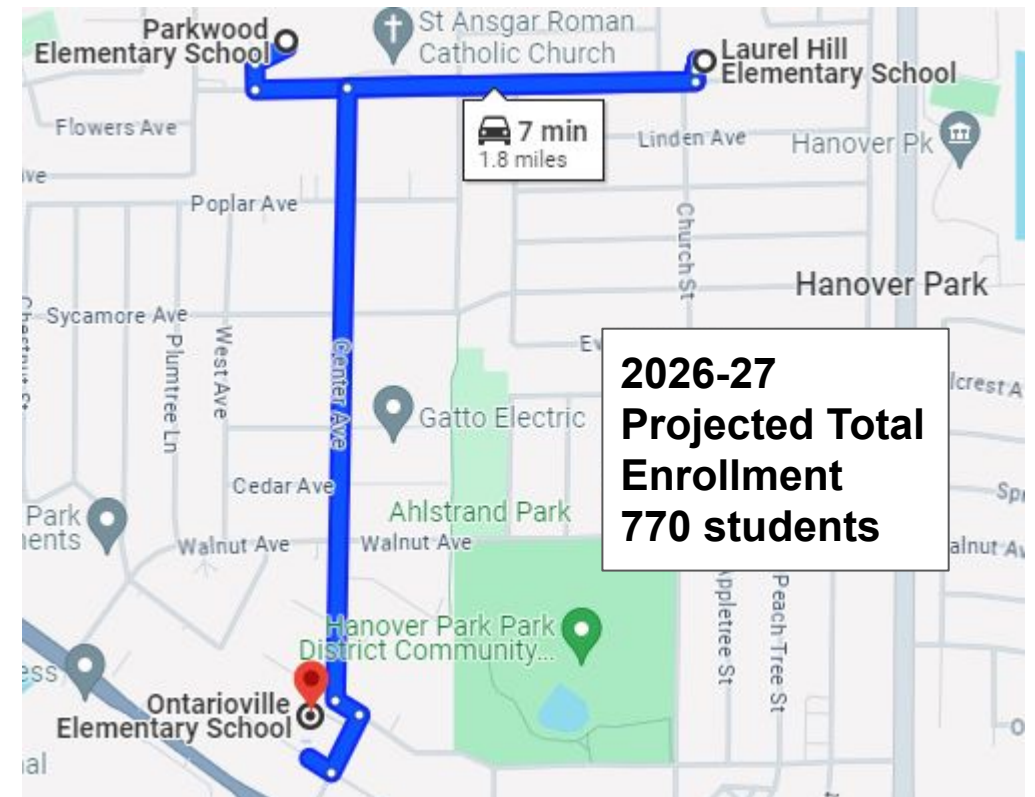 Parkwood
Elementary School
St Ansgar Roman
Catholic Church
Laurel Hill
Elementary School
Flowers Ave
7 min
1.8 miles
Linden Ave
Hanover Pk
Poplar Ave
Church St
Hanover Park
Sycamore Ave
Plumtree Ln
West Ave
Center Ave
2026-27
Projected Total
Enrollment
770 students
Gatto Electric
Cedar Ave
Ahlstrand Park
Park
Walnut Ave
Walnut Ave
Appletree St
Peach Tree St
Hanover Park Park
District Community...
Ontarioville
Elementary School